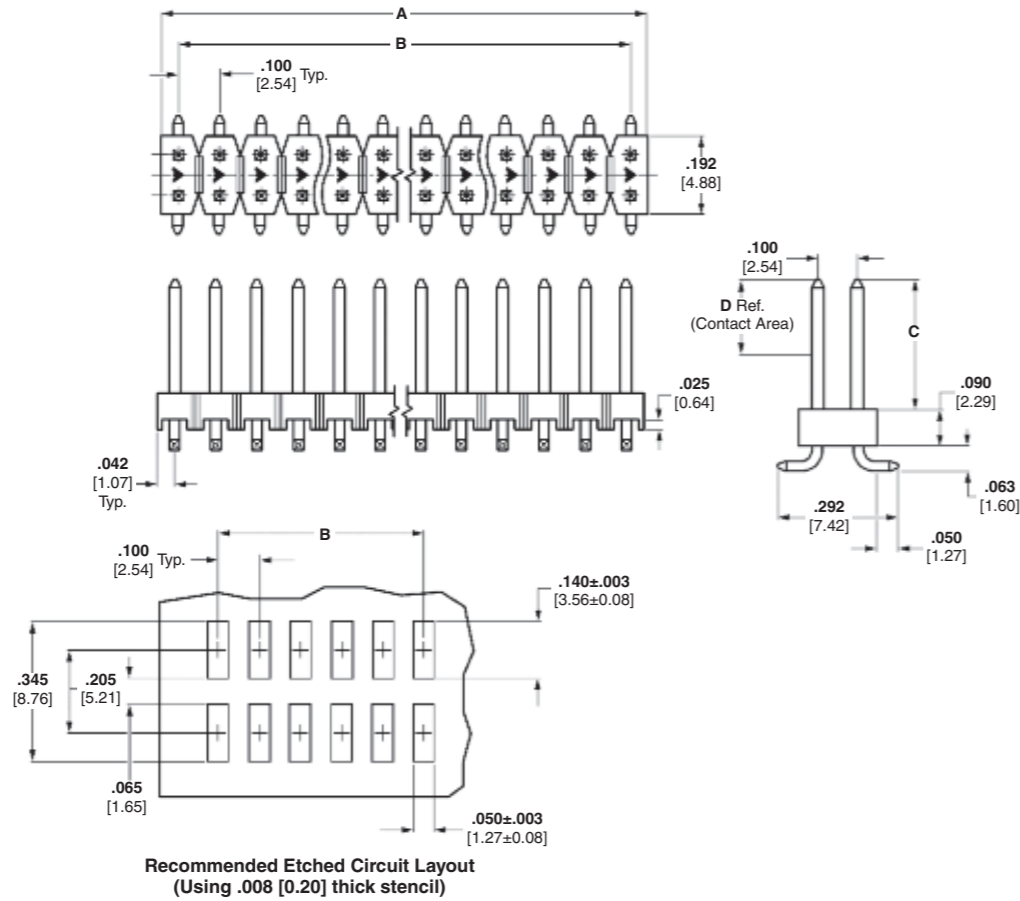 A
B
.100
[2.54] Typ.
.192
[4.88]
.100
[2.54]
D Ref.
(Contact Area)
C
.025
[0.64]
.090
[2.29]
.042
[1.07]
Typ.
.063
[1.60]
.292
[7.42]
.050
[1.27]
B
.100
[2.54] Typ.
.140±.003
[3.56±0.08]
.345
[8.76]
.205
[5.21]
.065
[1.65]
.050±.003
[1.27±0.08]
Recommended Etched Circuit Layout
(Using .008 [0.20] thick stencil)